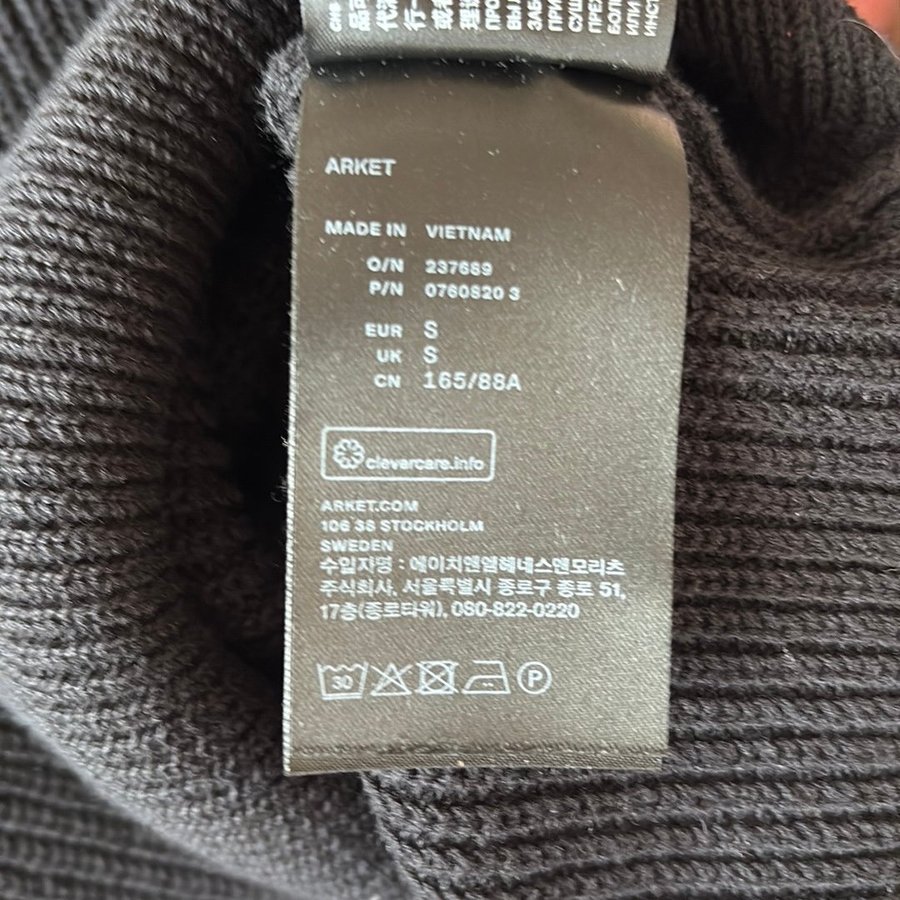 ARKET
MADE IN VIETNAM
O/N 237689
P/N 0760820 3
EUR S
UK S
CN 165/88A
clevercare.info
ARKET.COM
106 38 STOCKHOLM
SWEDEN
수입자명 : 에이치앤엠헤네스앤모리츠
주식회사, 서울특별시 종로구 종로 51,
17층(종로타워), 080-822-0220
30
P